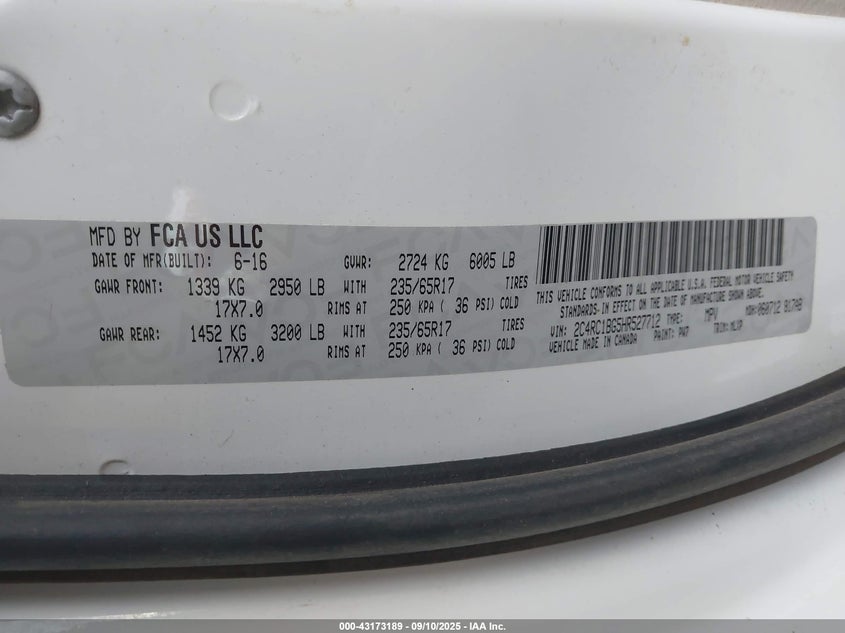 MFD BY FCA US LLC
DATE OF MFR(BUILT): 6-16 GVWR: 2724 KG 6005 LB
GAWR FRONT: 1339 KG 2950 LB WITH 235/65R17 TIRES
17X7.0 RIMS AT 250 KPA ( 36 PSI) COLD
GAWR REAR: 1452 KG 3200 LB WITH 235/65R17 TIRES
17X7.0 RIMS AT 250 KPA ( 36 PSI) COLD
THIS VEHICLE CONFORMS TO ALL APPLICABLE U.S.A. FEDERAL MOTOR VEHICLE SAFETY
STANDARDS IN EFFECT ON THE DATE OF MANUFACTURE SHOWN ABOVE.
VIN: 2C4RC1BG5HR527712 TYPE: MPV MDH:060712 917AB
VEHICLE MADE IN CANADA PAINT: PW7 TRIM:
000-43173189 - 09/10/2025 - IAA Inc.